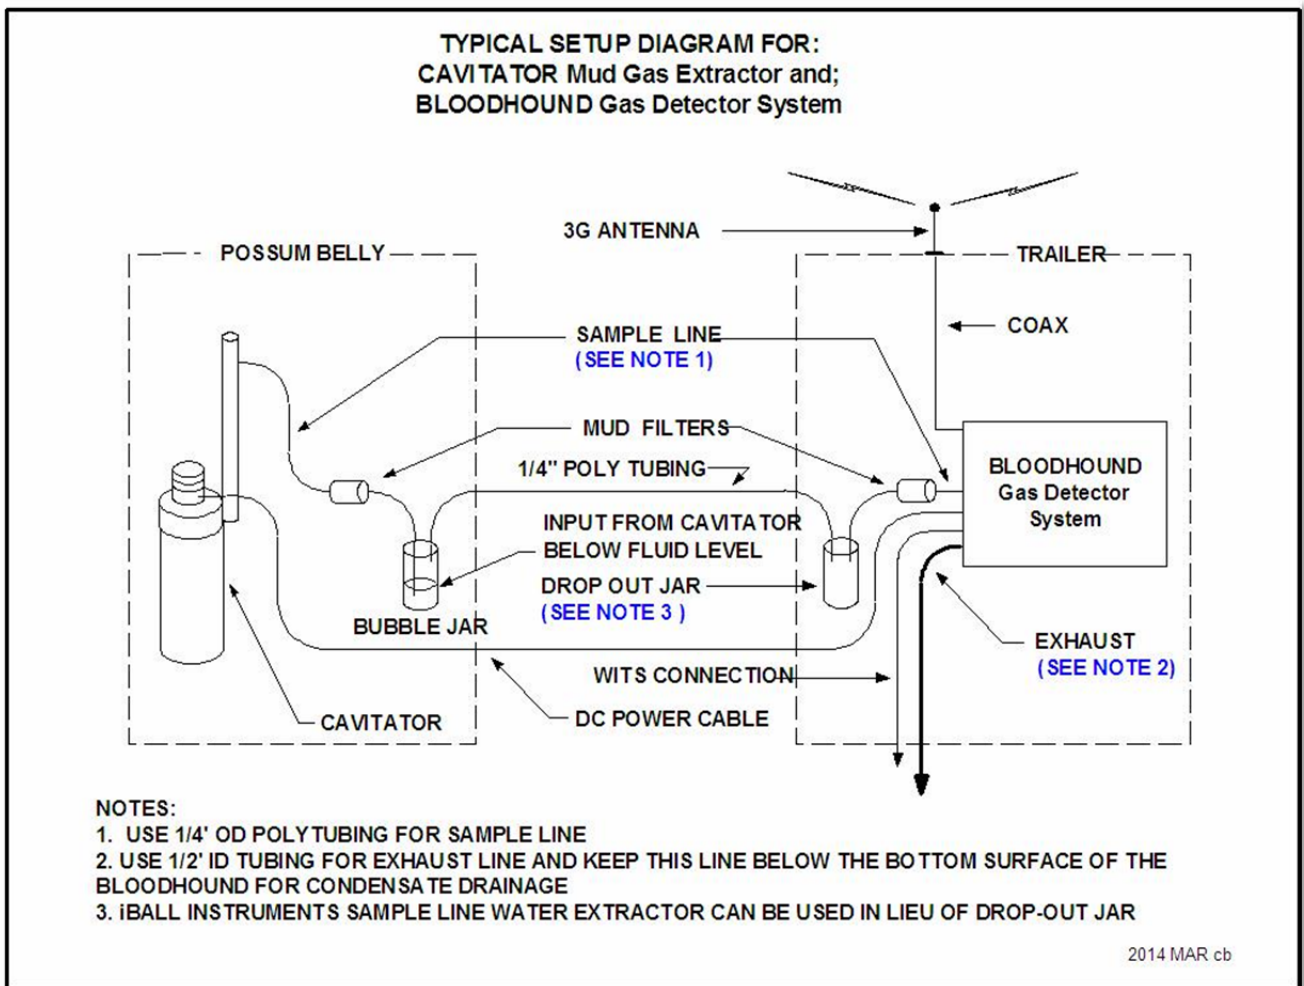 TYPICAL SETUP DIAGRAM FOR:
CAVITATOR Mud Gas Extractor and;
BLOODHOUND Gas Detector System
3G ANTENNA
POSSUM BELLY
TRAILER
COAX
SAMPLE LINE
(SEE NOTE 1)
MUD FILTERS
1/4" POLY TUBING
BLOODHOUND
Gas Detector
System
INPUT FROM CAVITATOR
BELOW FLUID LEVEL
DROP OUT JAR
(SEE NOTE 3 )
BUBBLE JAR
EXHAUST
(SEE NOTE 2)
WITS CONNECTION
DC POWER CABLE
CAVITATOR
NOTES:
1. USE 1/4' OD POLYTUBING FOR SAMPLE LINE
2. USE 1/2' ID TUBING FOR EXHAUST LINE AND KEEP THIS LINE BELOW THE BOTTOM SURFACE OF THE
BLOODHOUND FOR CONDENSATE DRAINAGE
3. iBALL INSTRUMENTS SAMPLE LINE WATER EXTRACTOR CAN BE USED IN LIEU OF DROP-OUT JAR
2014 MAR cb